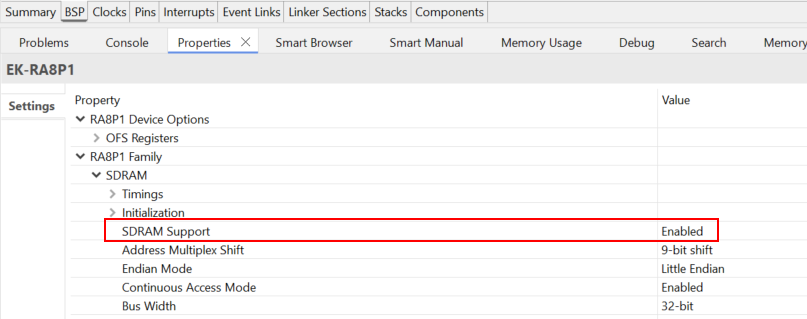 Summary BSP Clocks Pins Interrupts Event Links Linker Sections Stacks Components
Problems Console Properties Smart Browser Smart Manual Memory Usage Debug Search Memory
EK-RA8P1
Settings
Property Value
RA8P1 Device Options
OFS Registers
RA8P1 Family
SDRAM
Timings
Initialization
SDRAM Support Enabled
Address Multiplex Shift 9-bit shift
Endian Mode Little Endian
Continuous Access Mode Enabled
Bus Width 32-bit